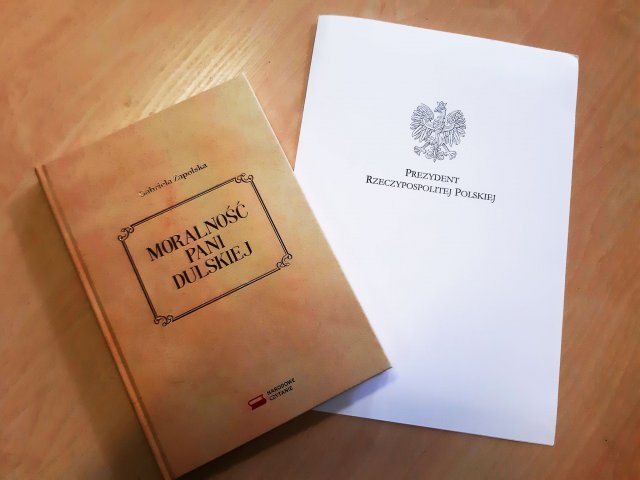 Gabriela Zapolska
MORALNOŚĆ
PANI
DULSKIEJ
NARODOWE
CZYTANIE
PREZYDENT
RZECZYPOSPOLITEJ POLSKIEJ